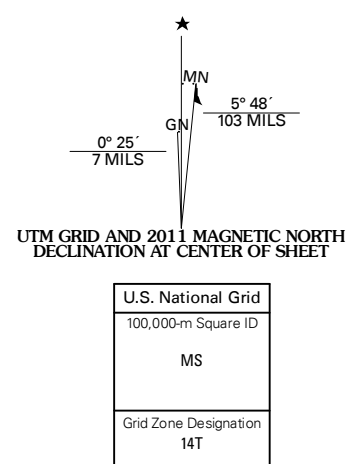 ★
MN
5° 48´
103 MILS
GN
0° 25´
7 MILS
UTM GRID AND 2011 MAGNETIC NORTH
DECLINATION AT CENTER OF SHEET
U.S. National Grid
100,000-m Square ID
MS
Grid Zone Designation
14T